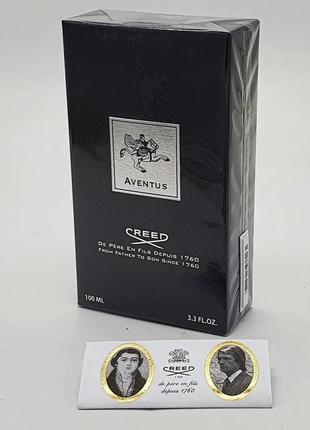 AVENTUS
CREED
DE PÈRE EN FILS DEPUIS 1760
FROM FATHER TO SON SINCE 1760
100 ML
3.3 FL.OZ.
CREED
1760
de père en fils
depuis 1760